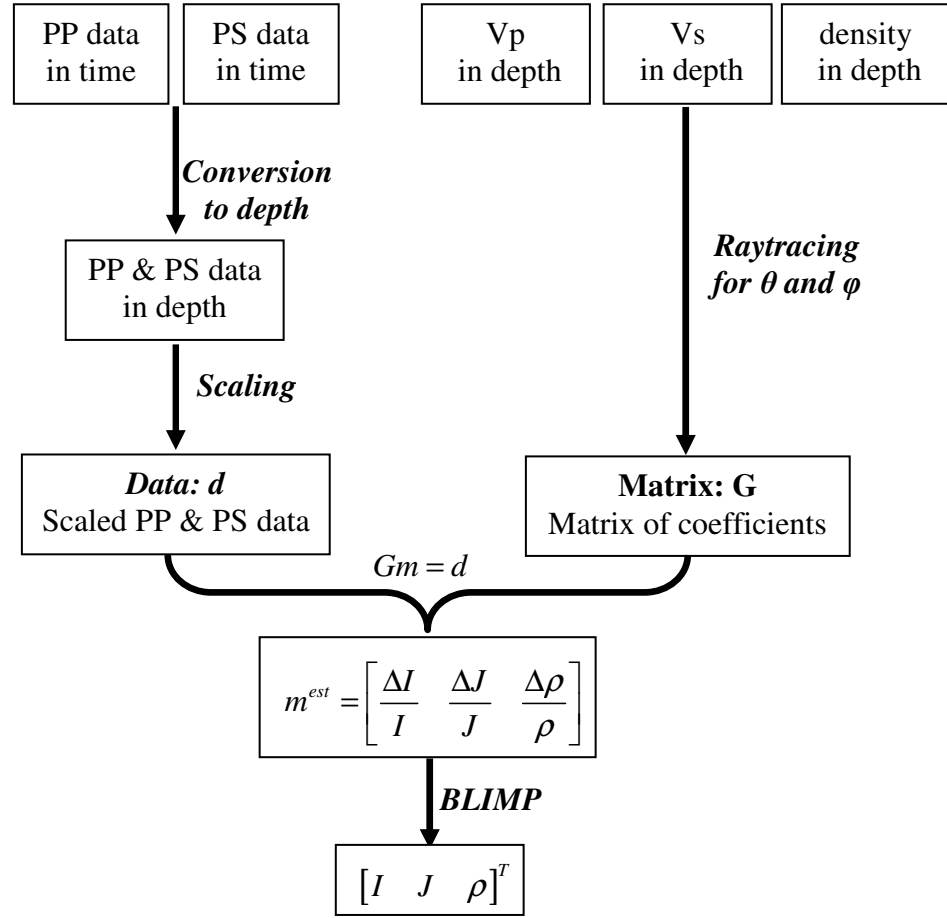 PP data
in time
PS data
in time
Vp
in depth
Vs
in depth
density
in depth
Conversion
to depth
Raytracing
for θ and φ
PP & PS data
in depth
Scaling
Data: d
Scaled PP & PS data
Matrix: G
Matrix of coefficients
Gm = d
m^{est} = [ΔI/I ΔJ/J Δρ/ρ]
BLIMP
[I J ρ]^T